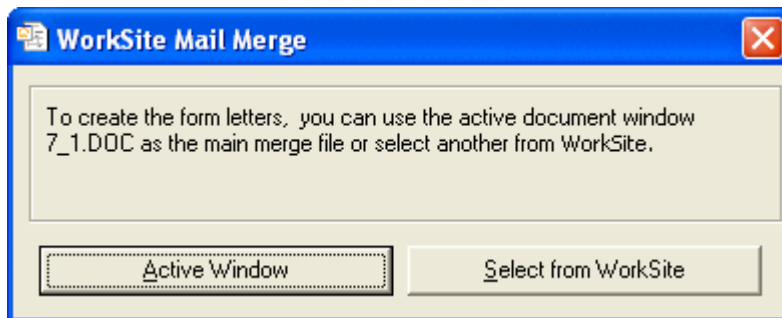 WorkSite Mail Merge
To create the form letters, you can use the active document window
7_1.DOC as the main merge file or select another from WorkSite.
Active Window
Select from WorkSite